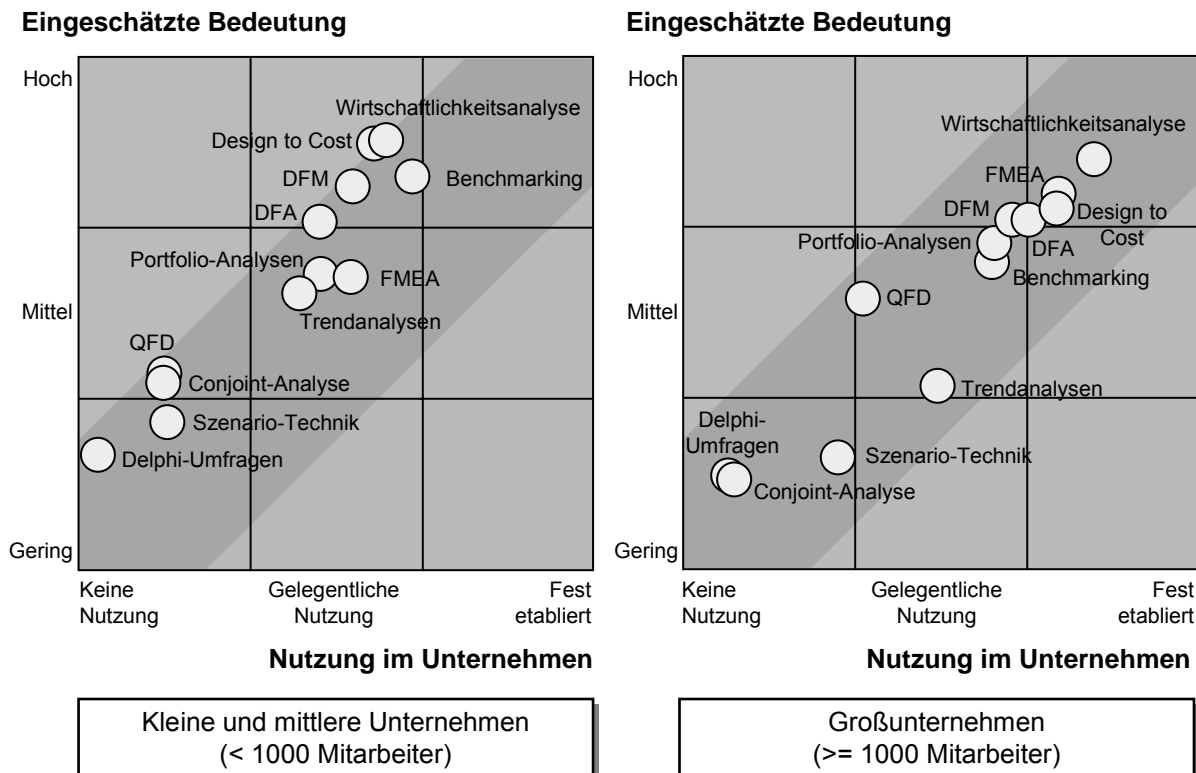 Eingeschätzte Bedeutung
Hoch
Mittel
Gering
Wirtschaftlichkeitsanalyse
Design to Cost
DFM
Benchmarking
DFA
Portfolio-Analysen
FMEA
Trendanalysen
QFD
Conjoint-Analyse
Szenario-Technik
Delphi-Umfragen
Keine
Nutzung
Gelegentliche
Nutzung
Fest
etabliert
Nutzung im Unternehmen
Kleine und mittlere Unternehmen
(< 1000 Mitarbeiter)
Eingeschätzte Bedeutung
Hoch
Mittel
Gering
Wirtschaftlichkeitsanalyse
FMEA
DFM
Design to
Cost
Portfolio-Analysen
DFA
Benchmarking
QFD
Trendanalysen
Delphi-
Umfragen
Szenario-Technik
Conjoint-Analyse
Keine
Nutzung
Gelegentliche
Nutzung
Fest
etabliert
Nutzung im Unternehmen
Großunternehmen
(>= 1000 Mitarbeiter)